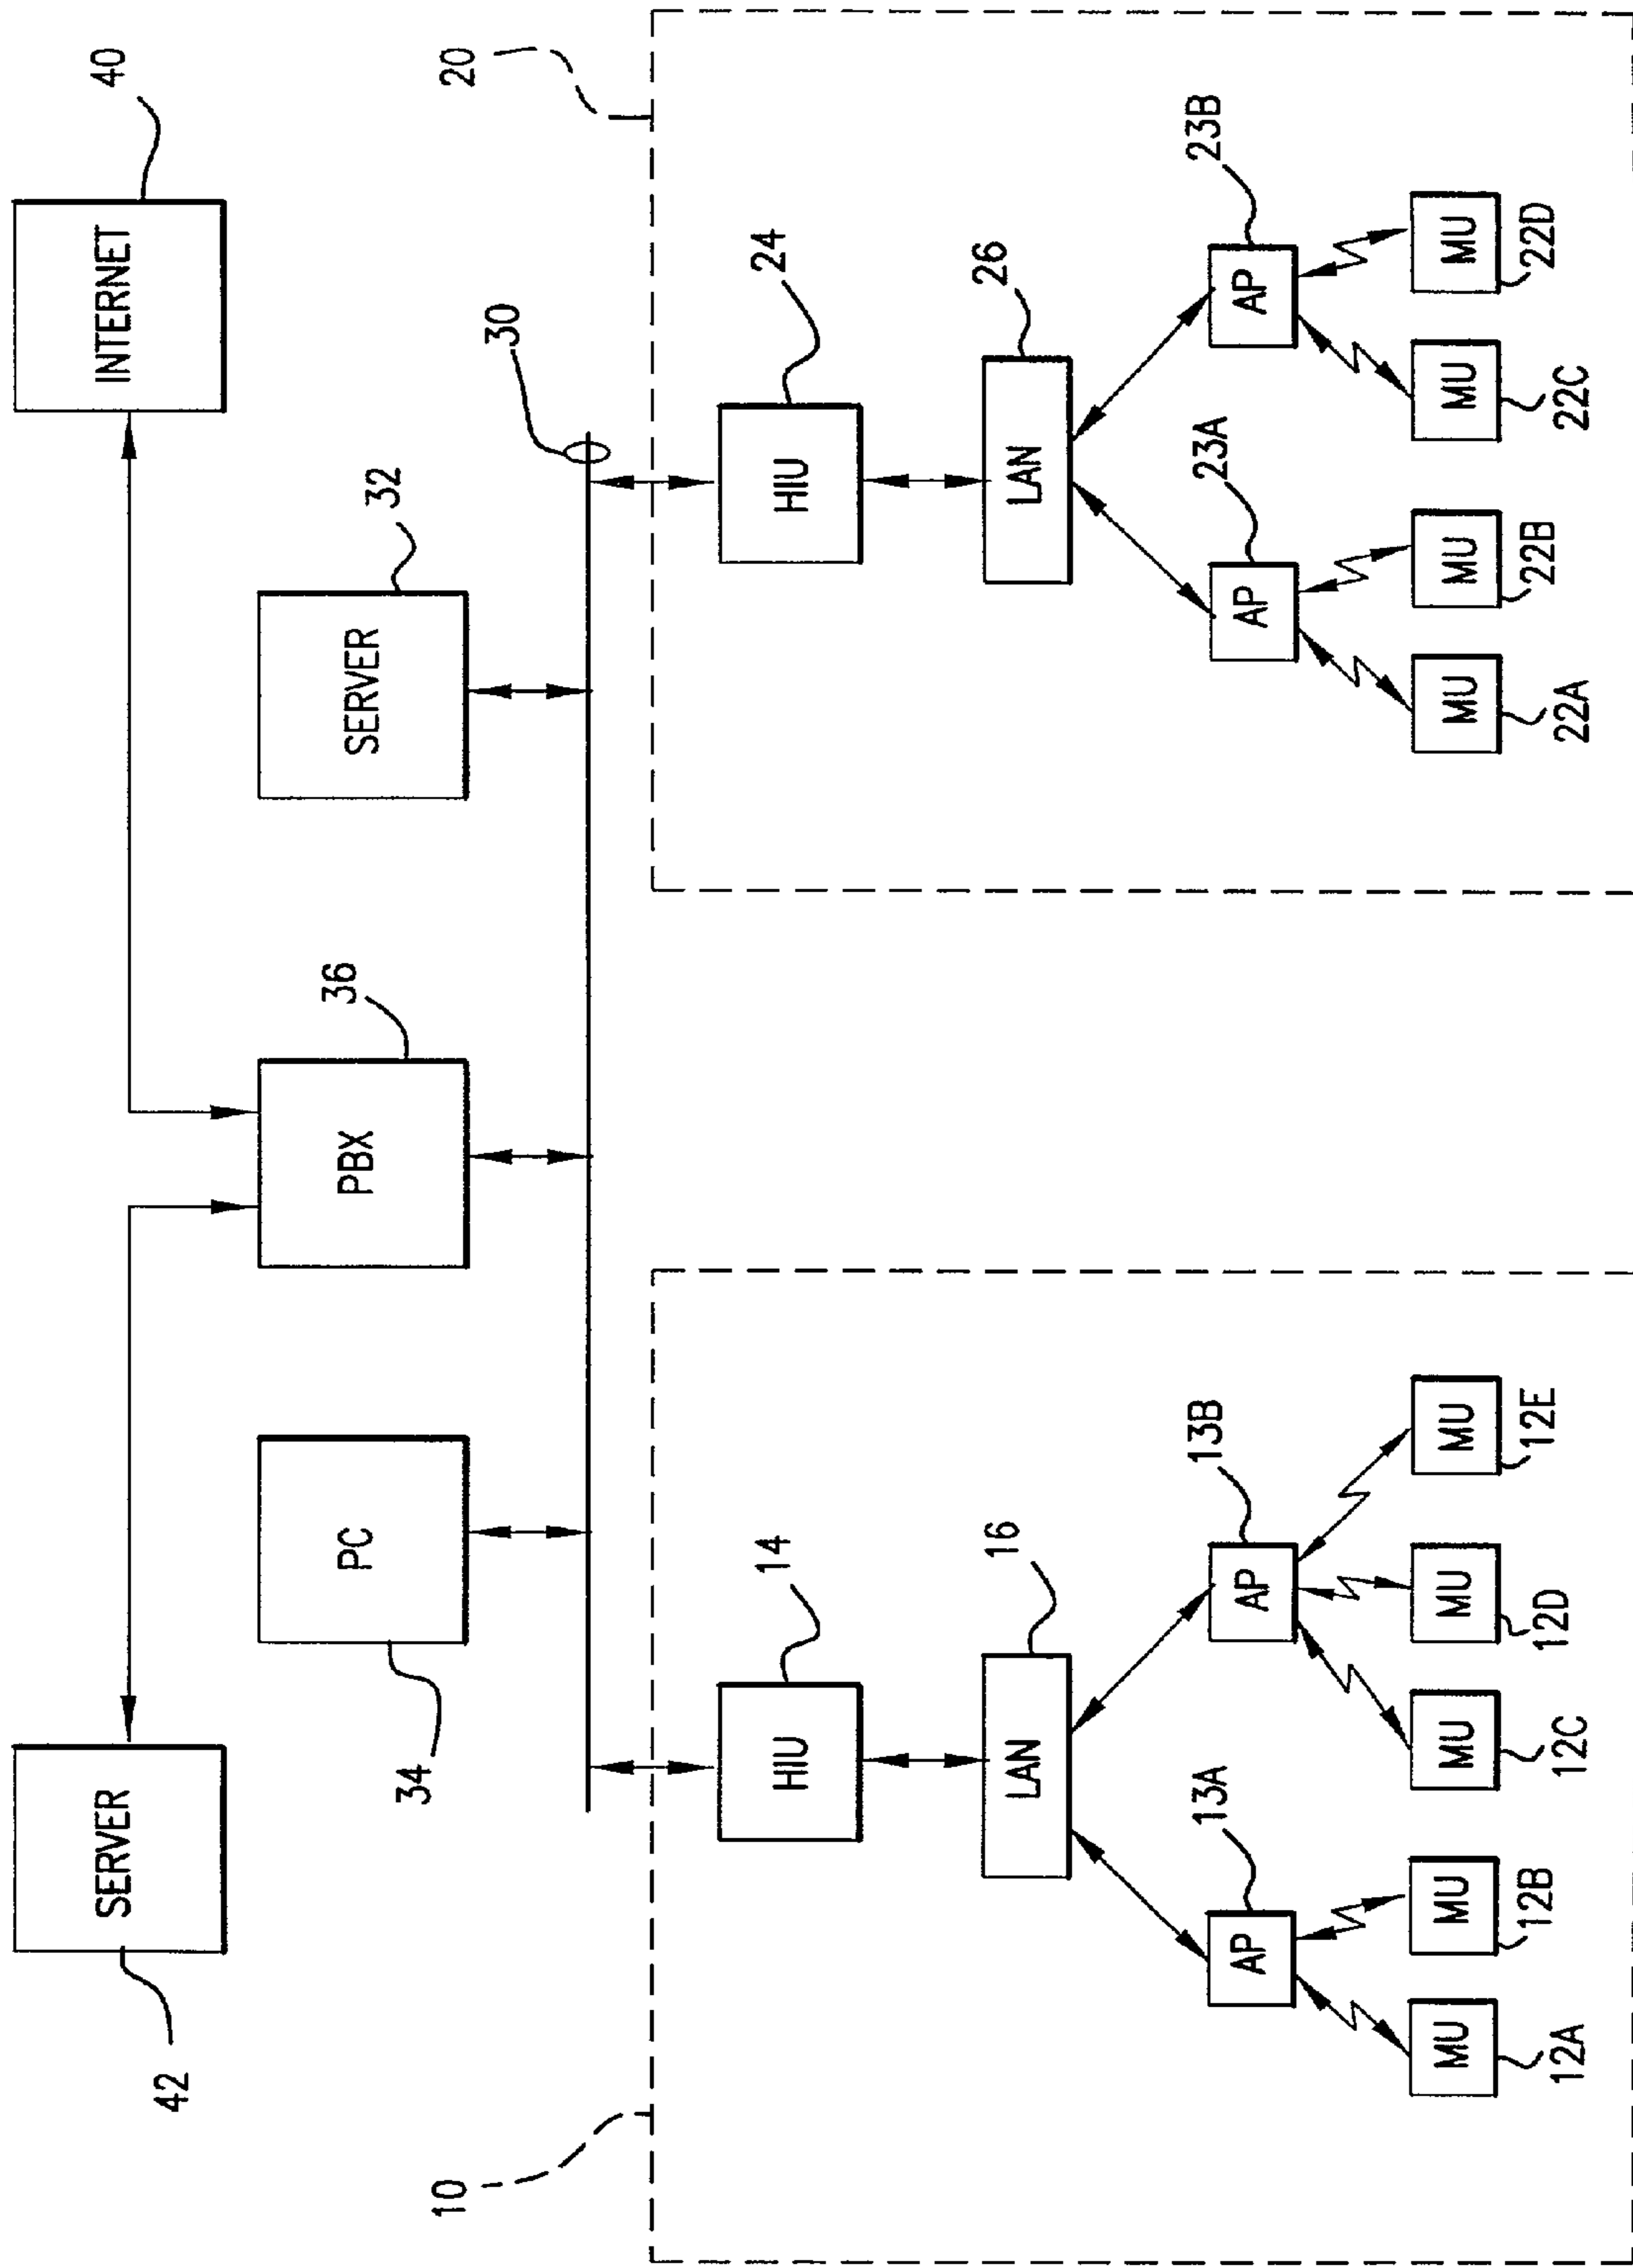 SERVER
42
INTERNET
40
PC
34
PBX
36
SERVER
32
30
10
20
HIU
14
LAN
16
AP
13A
AP
13B
MU
12A
MU
12B
MU
12C
MU
12D
MU
12E
HIU
24
LAN
26
AP
23A
AP
23B
MU
22A
MU
22B
MU
22C
MU
22D